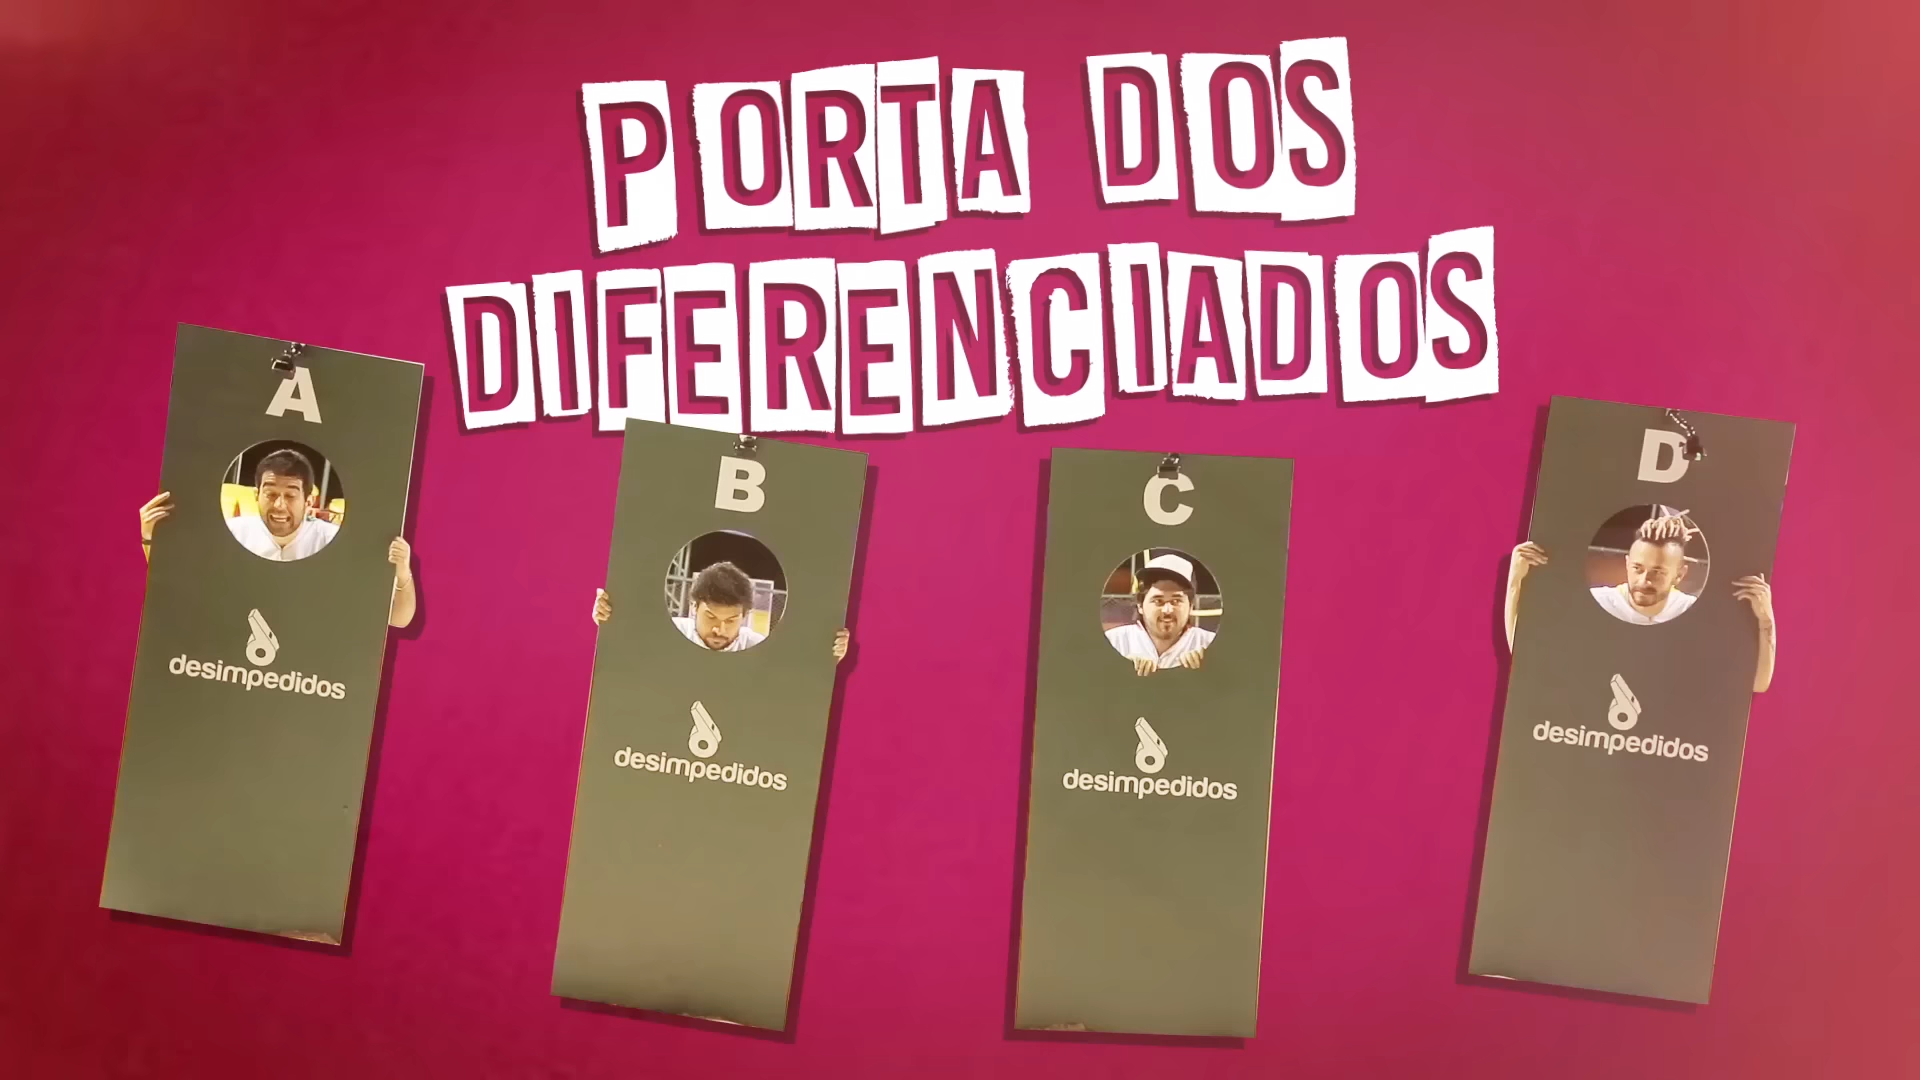 PORTA DOS
DIFERENCIADOS
A
desimpedidos
B
desimpedidos
C
desimpedidos
D
desimpedidos